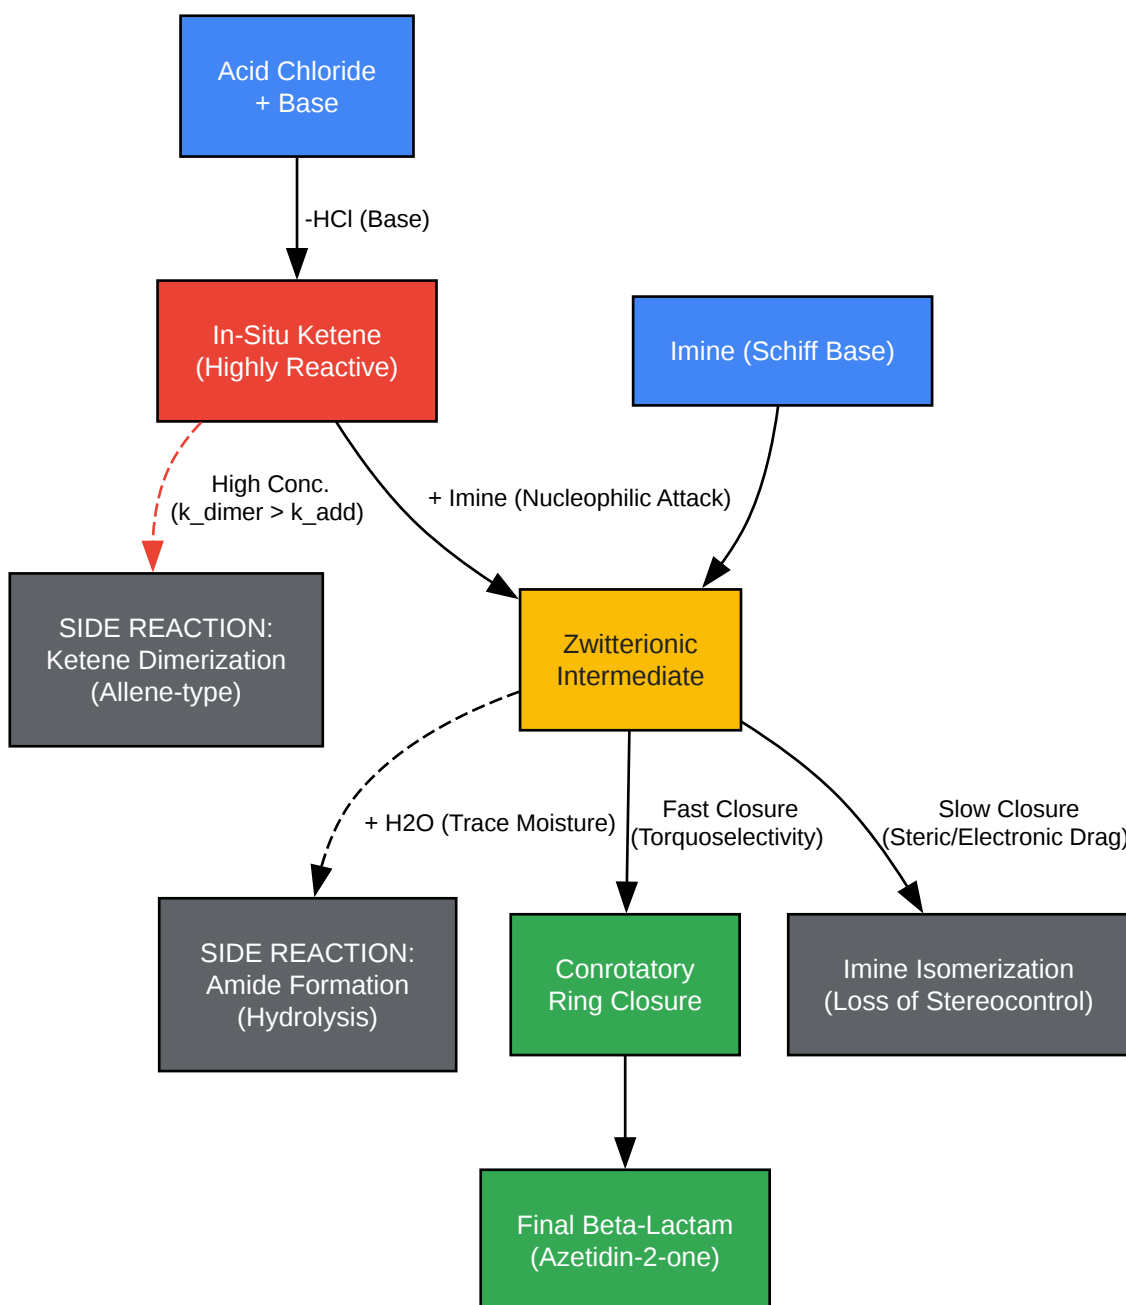 Acid Chloride
+ Base
-HCl (Base)
In-Situ Ketene
(Highly Reactive)
Imine (Schiff Base)
High Conc.
(k_dimer > k_add)
+ Imine (Nucleophilic Attack)
SIDE REACTION:
Ketene Dimerization
(Allene-type)
Zwitterionic
Intermediate
+ H2O (Trace Moisture)
Fast Closure
(Torquoselectivity)
Slow Closure
(Steric/Electronic Drag)
SIDE REACTION:
Amide Formation
(Hydrolysis)
Conrotatory
Ring Closure
Imine Isomerization
(Loss of Stereocontrol)
Final Beta-Lactam
(Azetidin-2-one)